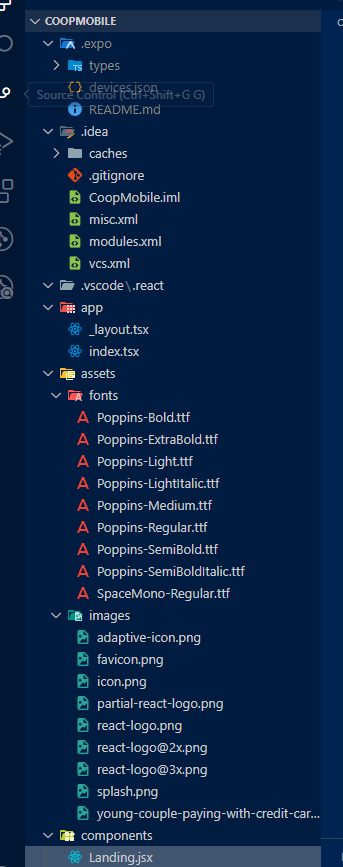 COOPMOBILE
.expo
types
devices.json
Source Control (Ctrl+Shift+G G)
README.md
.idea
caches
.gitignore
CoopMobile.iml
misc.xml
modules.xml
vcs.xml
.vscode\.react
app
_layout.tsx
index.tsx
assets
fonts
Poppins-Bold.ttf
Poppins-ExtraBold.ttf
Poppins-Light.ttf
Poppins-LightItalic.ttf
Poppins-Medium.ttf
Poppins-Regular.ttf
Poppins-SemiBold.ttf
Poppins-SemiBoldItalic.ttf
SpaceMono-Regular.ttf
images
adaptive-icon.png
favicon.png
icon.png
partial-react-logo.png
react-logo.png
react-logo@2x.png
react-logo@3x.png
splash.png
young-couple-paying-with-credit-car...
components
Landing.jsx